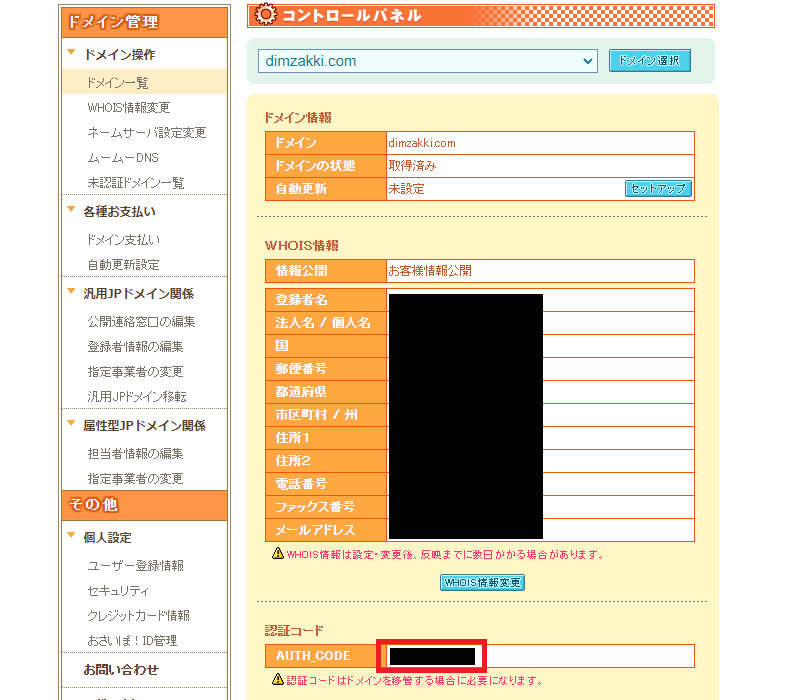 ドメイン管理
ドメイン操作
ドメイン一覧
WHOIS情報変更
ネームサーバ設定変更
ムームーDNS
未認証ドメイン一覧
各種お支払い
ドメイン支払い
自動更新設定
汎用JPドメイン関係
公開連絡窓口の編集
登録者情報の編集
指定事業者の変更
汎用JPドメイン移転
属性型JPドメイン関係
担当者情報の編集
指定事業者の変更
その他
個人設定
ユーザー登録情報
セキュリティ
クレジットカード情報
おさいぽ！ID管理
お問い合わせ
コントロールパネル
dimzakki.com ドメイン選択
ドメイン情報
ドメイン dimzakki.com
ドメインの状態 取得済み
自動更新 未設定 セットアップ
WHOIS情報
情報公開 お客様情報公開
登録者名
法人名 / 個人名
国
郵便番号
都道府県
市区町村 / 州
住所1
住所2
電話番号
ファックス番号
メールアドレス
WHOIS情報は設定・変更後、反映までに数日かかる場合があります。
WHOIS情報変更
認証コード
AUTH_CODE
認証コードはドメインを移管する場合に必要になります。